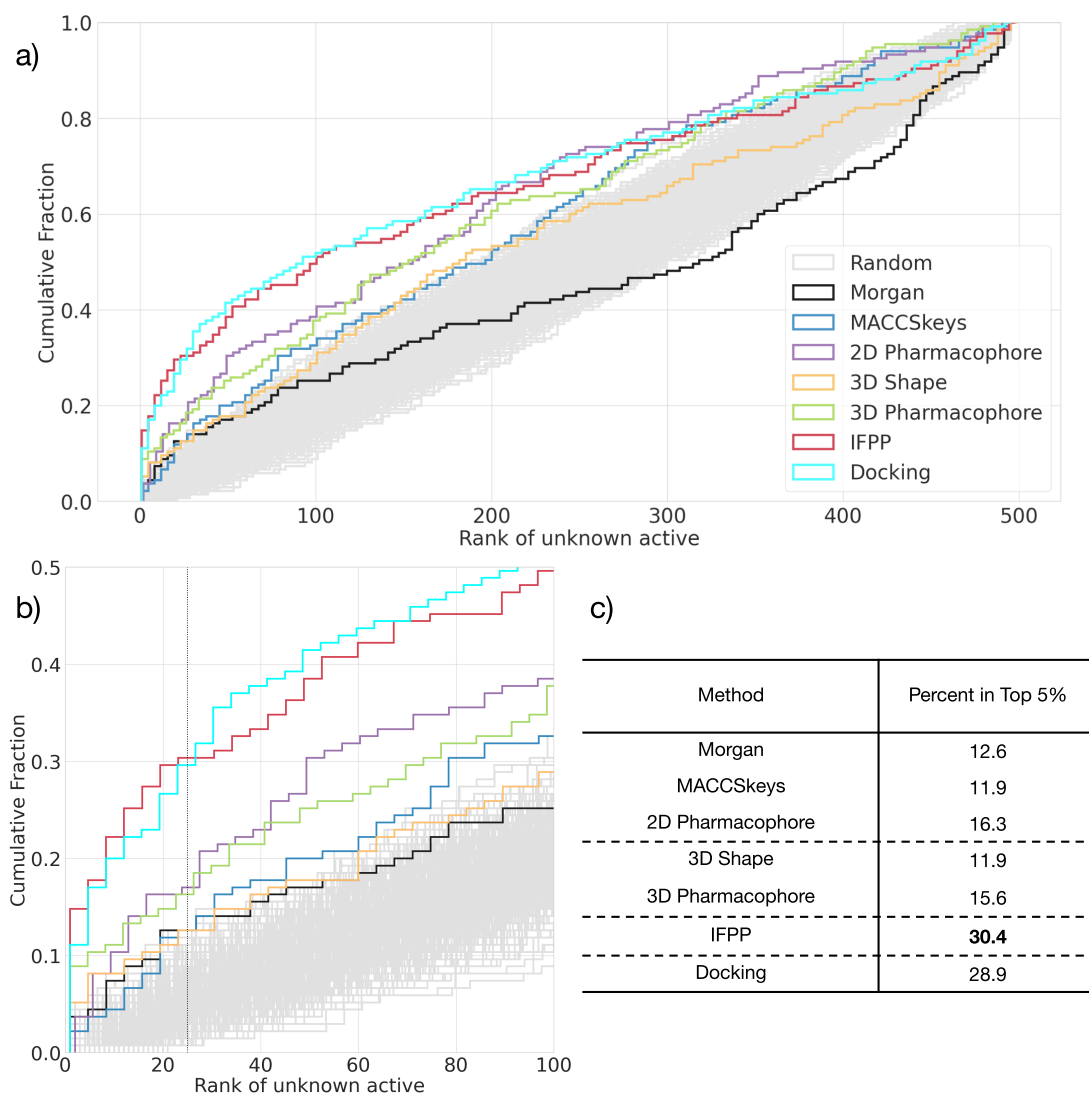 a)
1.0
0.8
0.6
0.4
0.2
0.0
Cumulative Fraction
0 100 200 300 400 500
Rank of unknown active
Random
Morgan
MACCSkeys
2D Pharmacophore
3D Shape
3D Pharmacophore
IFPP
Docking
b)
0.5
0.4
0.3
0.2
0.1
0.0
Cumulative Fraction
0 20 40 60 80 100
Rank of unknown active
c)
Method Percent in Top 5%
Morgan 12.6
MACCSkeys 11.9
2D Pharmacophore 16.3
3D Shape 11.9
3D Pharmacophore 15.6
IFPP 30.4
Docking 28.9